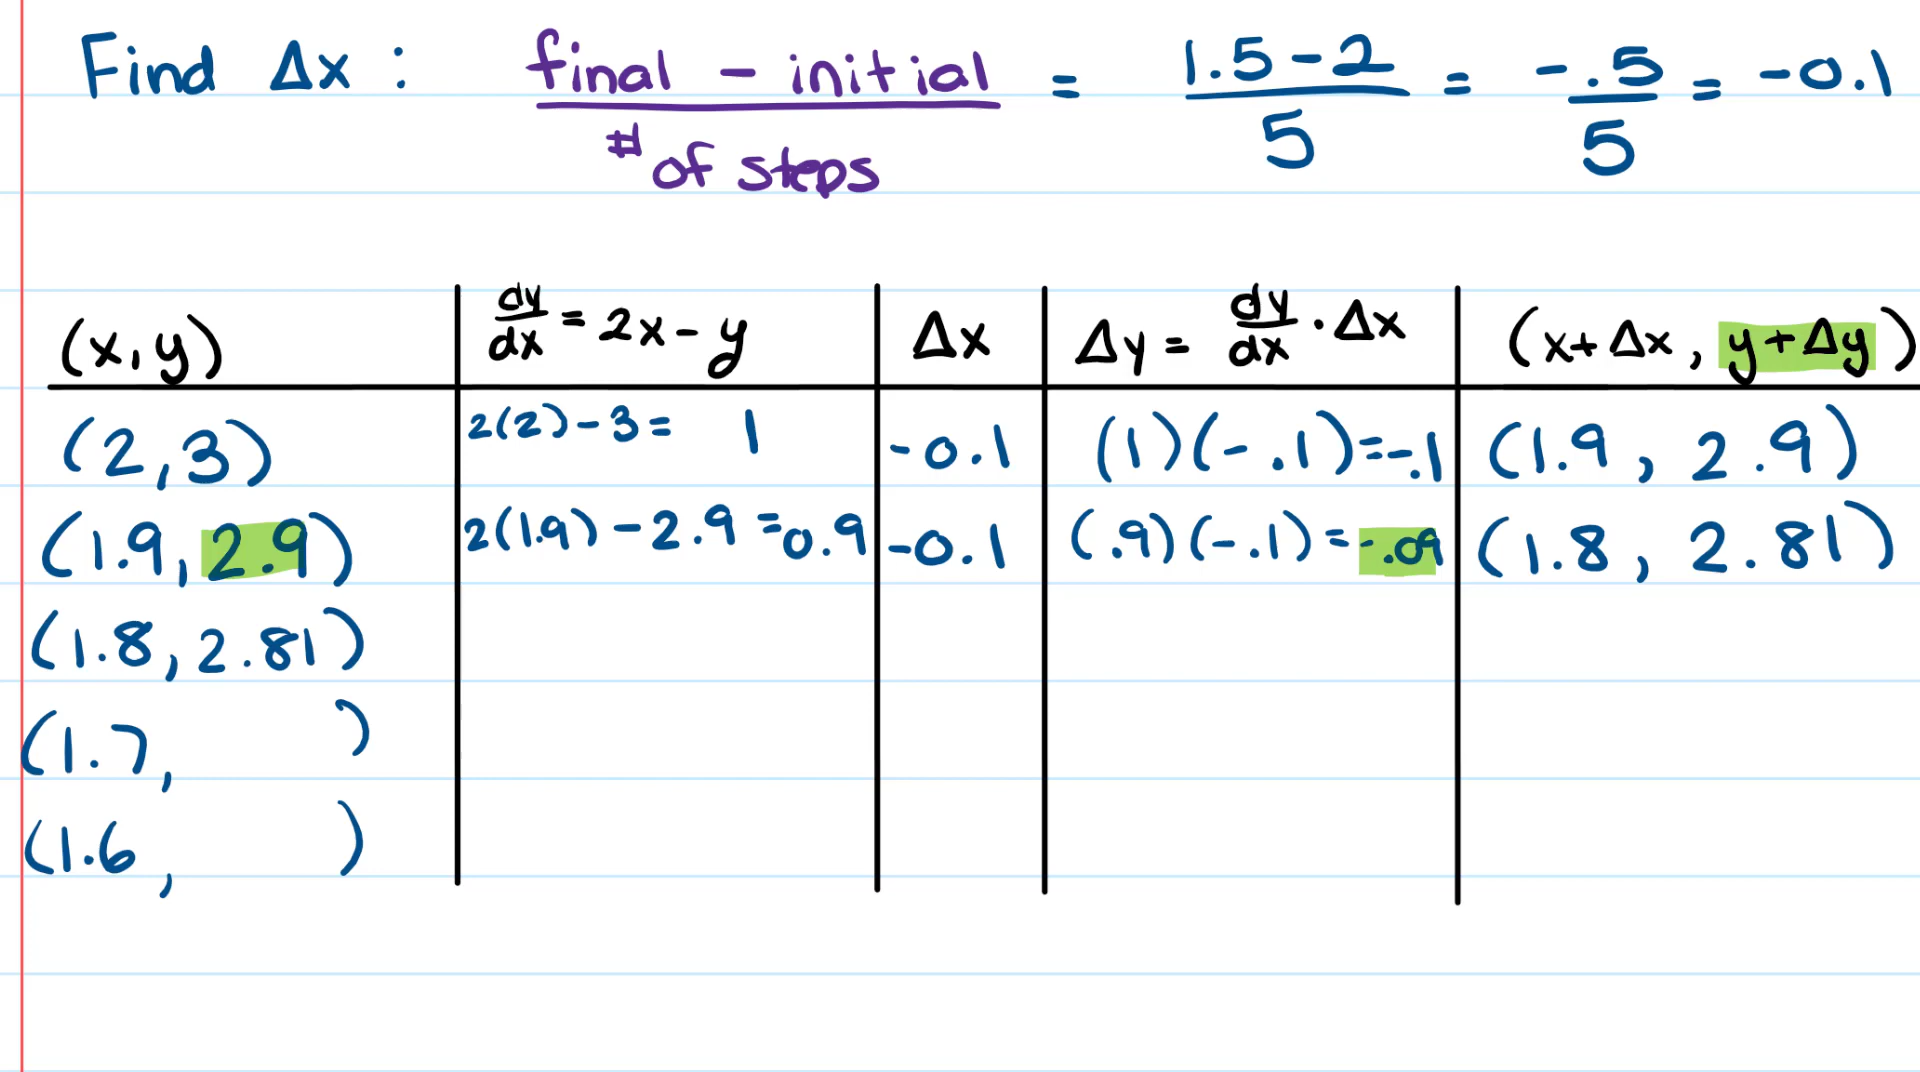 Find Δx : final - initial / # of steps = 1.5 - 2 / 5 = -.5 / 5 = -0.1
(x, y) dy/dx = 2x - y Δx Δy = dy/dx · Δx (x + Δx, y + Δy)
(2, 3) 2(2) - 3 = 1 -0.1 (1)(-.1) = -.1 (1.9, 2.9)
(1.9, 2.9) 2(1.9) - 2.9 = 0.9 -0.1 (.9)(-.1) = -.09 (1.8, 2.81)
(1.8, 2.81)
(1.7, )
(1.6, )